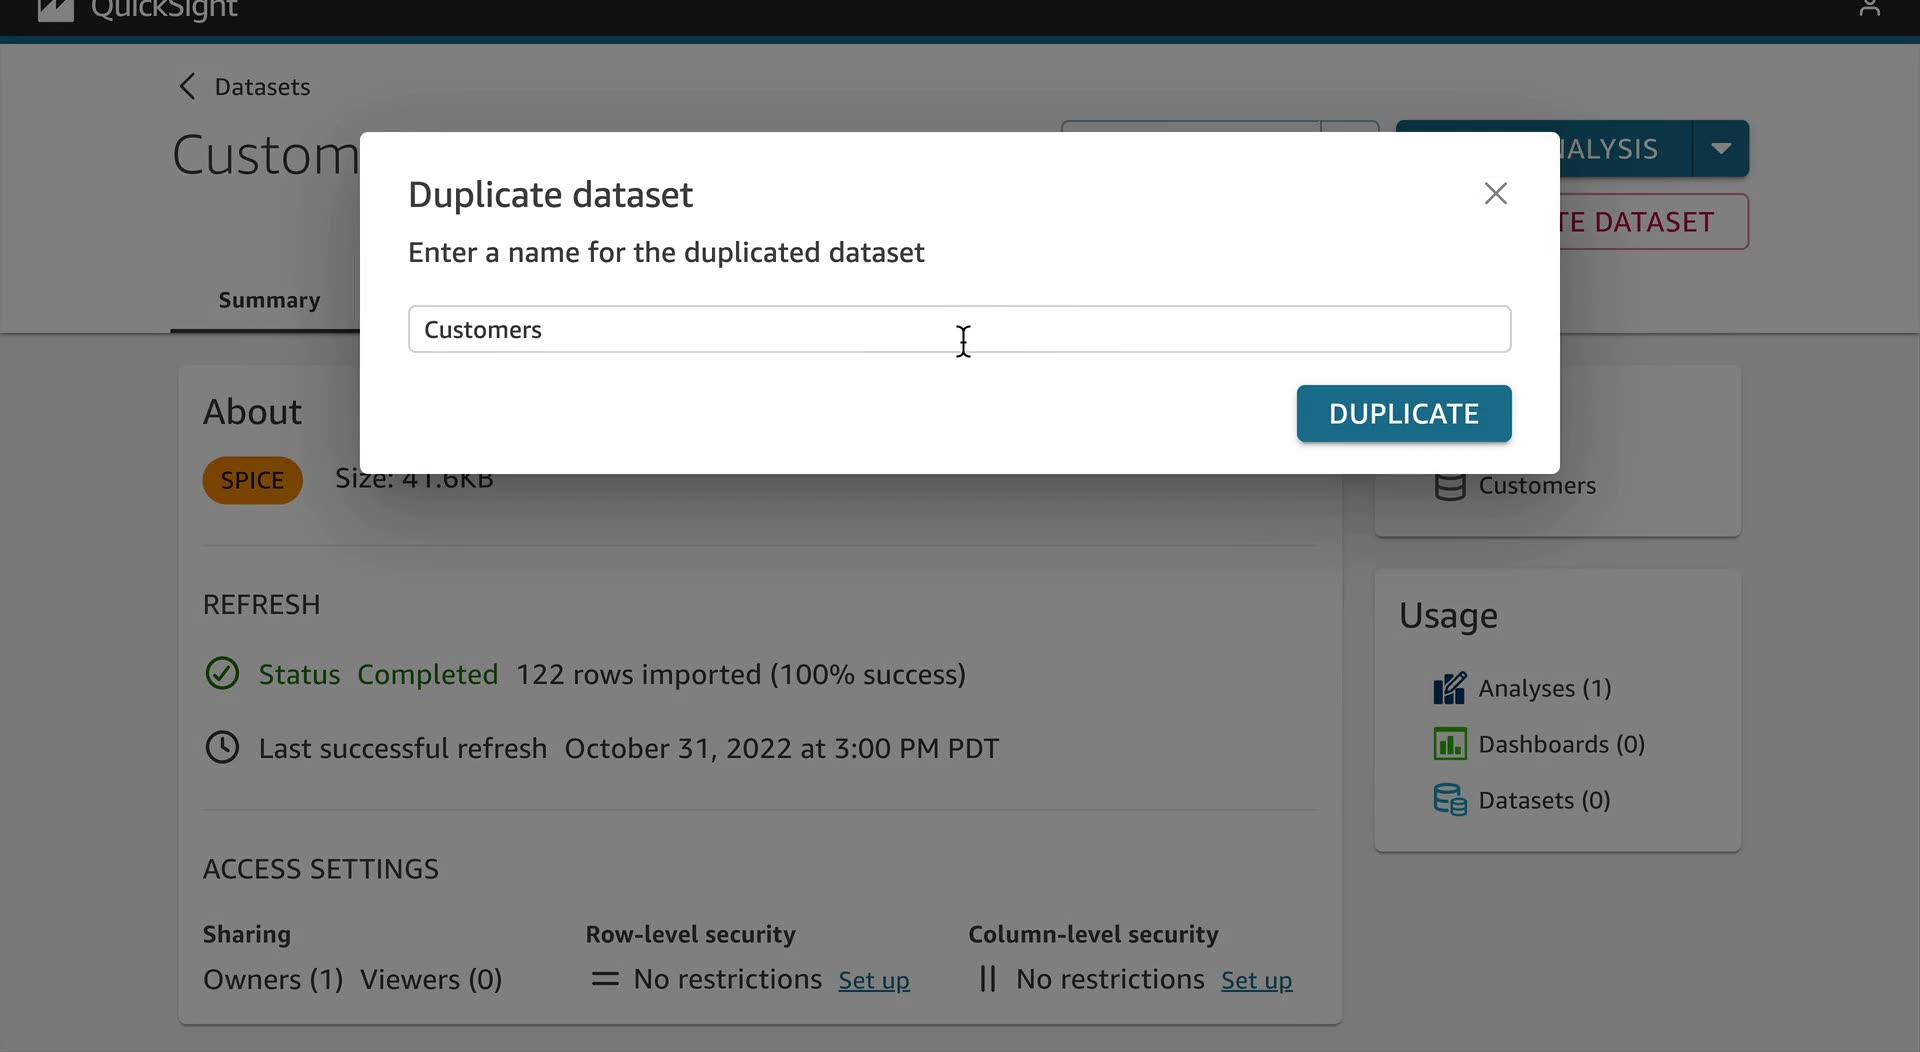 QuickSight
Datasets
Custom
ALYSIS
TE DATASET
Duplicate dataset
Enter a name for the duplicated dataset
Customers
DUPLICATE
Summary
About
SPICE
Size: 41.6KB
Customers
REFRESH
Status Completed 122 rows imported (100% success)
Last successful refresh October 31, 2022 at 3:00 PM PDT
ACCESS SETTINGS
Sharing
Owners (1) Viewers (0)
Row-level security
No restrictions Set up
Column-level security
No restrictions Set up
Usage
Analyses (1)
Dashboards (0)
Datasets (0)